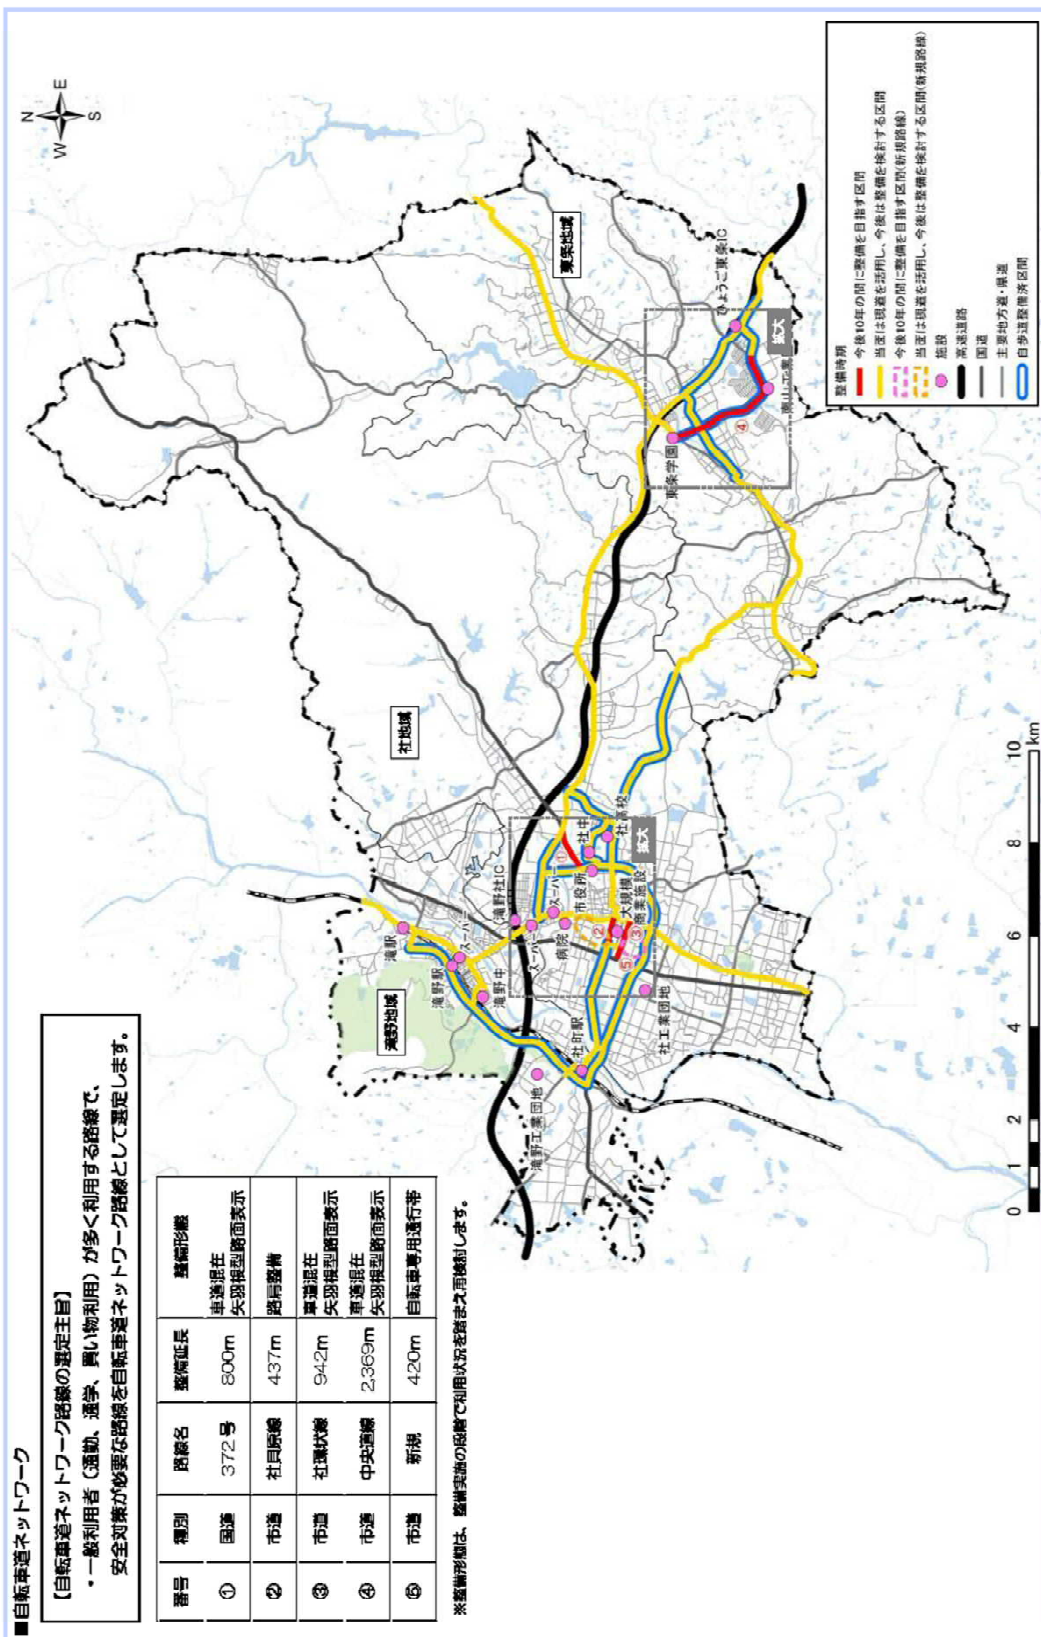 ■自転車道ネットワーク
【自転車道ネットワーク路線の選定主旨】
・一般利用者（通勤、通学、買い物利用）が多く利用する路線で、
安全対策が必要な路線を自転車道ネットワーク路線として選定します。
番号 種別 路線名 整備延長 整備形態
① 国道 372号 800m 車道混在
矢羽根型路面表示
② 市道 社貝原線 437m 路肩整備
③ 市道 社環状線 942m 車道混在
矢羽根型路面表示
④ 市道 中央道線 2,369m 車道混在
矢羽根型路面表示
⑤ 市道 新規 420m 自転車専用通行帯
※整備形態は、整備実施の段階で利用状況を踏まえ再検討します。
N
W
E
S
滝野地域
社地域
東条地域
滝駅
滝野駅
スーパー
滝野中
滝野社IC
スーパー
スーパー
病院
市役所
社中
社高校
大規模
商業施設
拡大
社町駅
滝野工業団地
社工業団地
①
②
③
⑤
東条学園
ひょうご東条IC
南山工業
拡大
④
0 1 2 4 6 8 10
km
整備時期
今後10年の間に整備を目指す区間
当面は現道を活用し、今後は整備を検討する区間
今後10年の間に整備を目指す区間(新規路線)
当面は現道を活用し、今後は整備を検討する区間(新規路線)
施設
高速道路
国道
主要地方道・県道
自歩道整備済区間